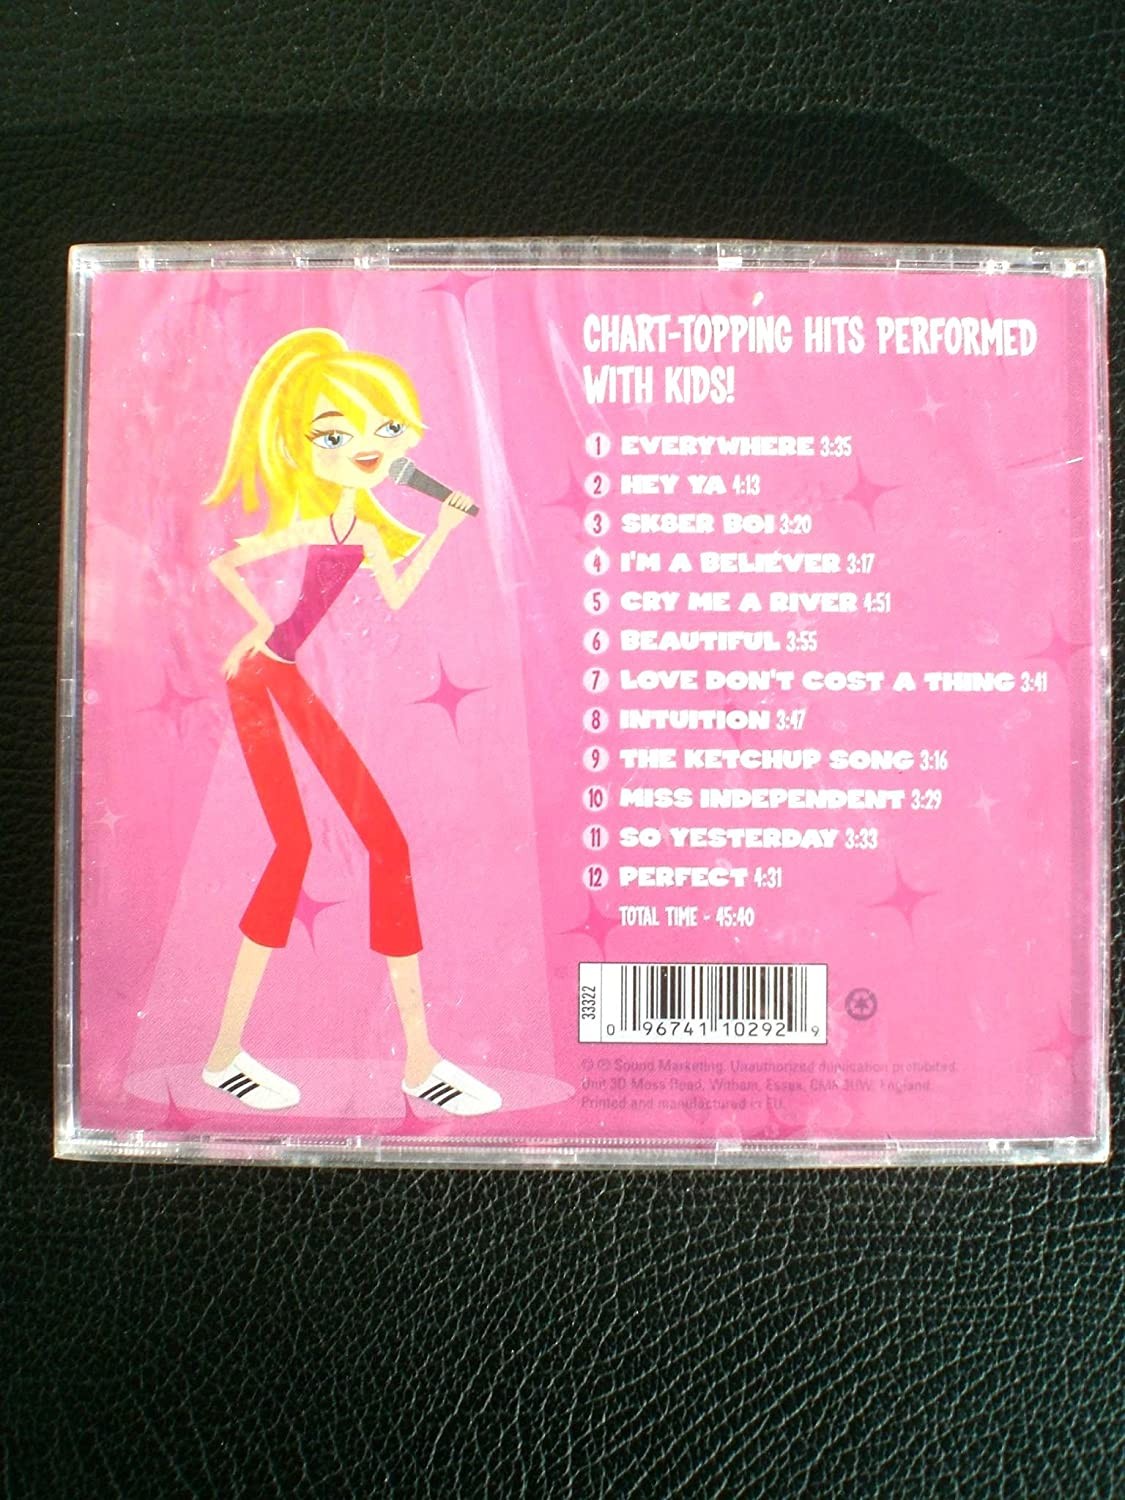 CHART-TOPPING HITS PERFORMED
WITH KIDS!
1 EVERYWHERE 3:35
2 HEY YA 4:13
3 SK8ER BOI 3:20
4 I'M A BELIEVER 3:17
5 CRY ME A RIVER 4:51
6 BEAUTIFUL 3:55
7 LOVE DON'T COST A THING 3:41
8 INTUITION 3:47
9 THE KETCHUP SONG 3:16
10 MISS INDEPENDENT 3:29
11 SO YESTERDAY 3:33
12 PERFECT 4:31
TOTAL TIME - 45:40
33322
0 96741 10292 9
© ℗ Sound Marketing. Unauthorized duplication prohibited.
Unit 3D Moss Road, Witham, Essex, CM8 3UW, England.
Printed and manufactured in EU.